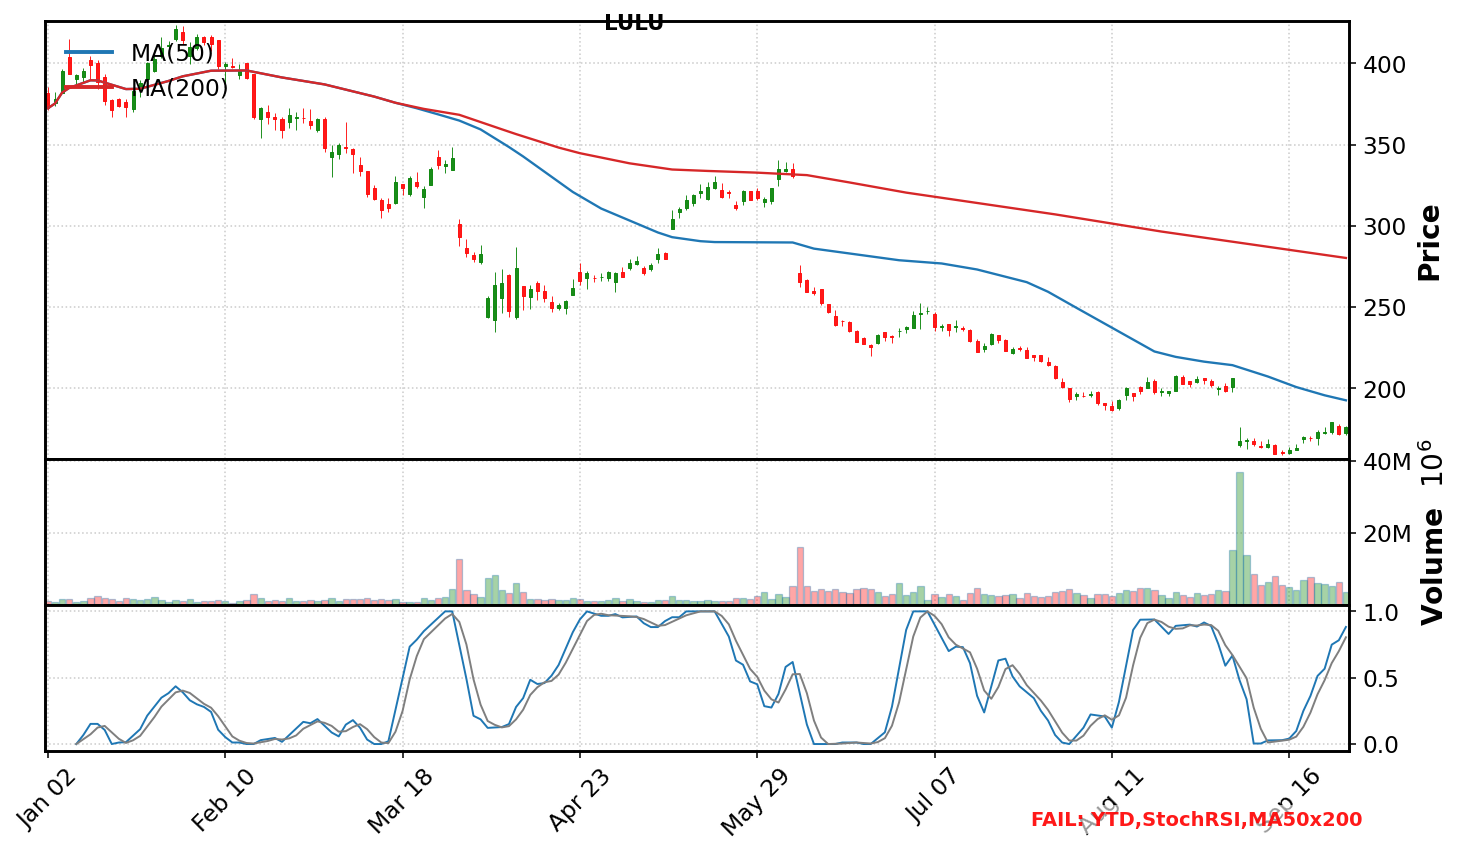 LULU
MA(50)
MA(200)
400
350
300
250
200
Price
40M
20M
Volume 10^6
1.0
0.5
0.0
Jan 02
Feb 10
Mar 18
Apr 23
May 29
Jul 07
Aug 11
Sep 16
FAIL: YTD,StochRSI,MA50x200